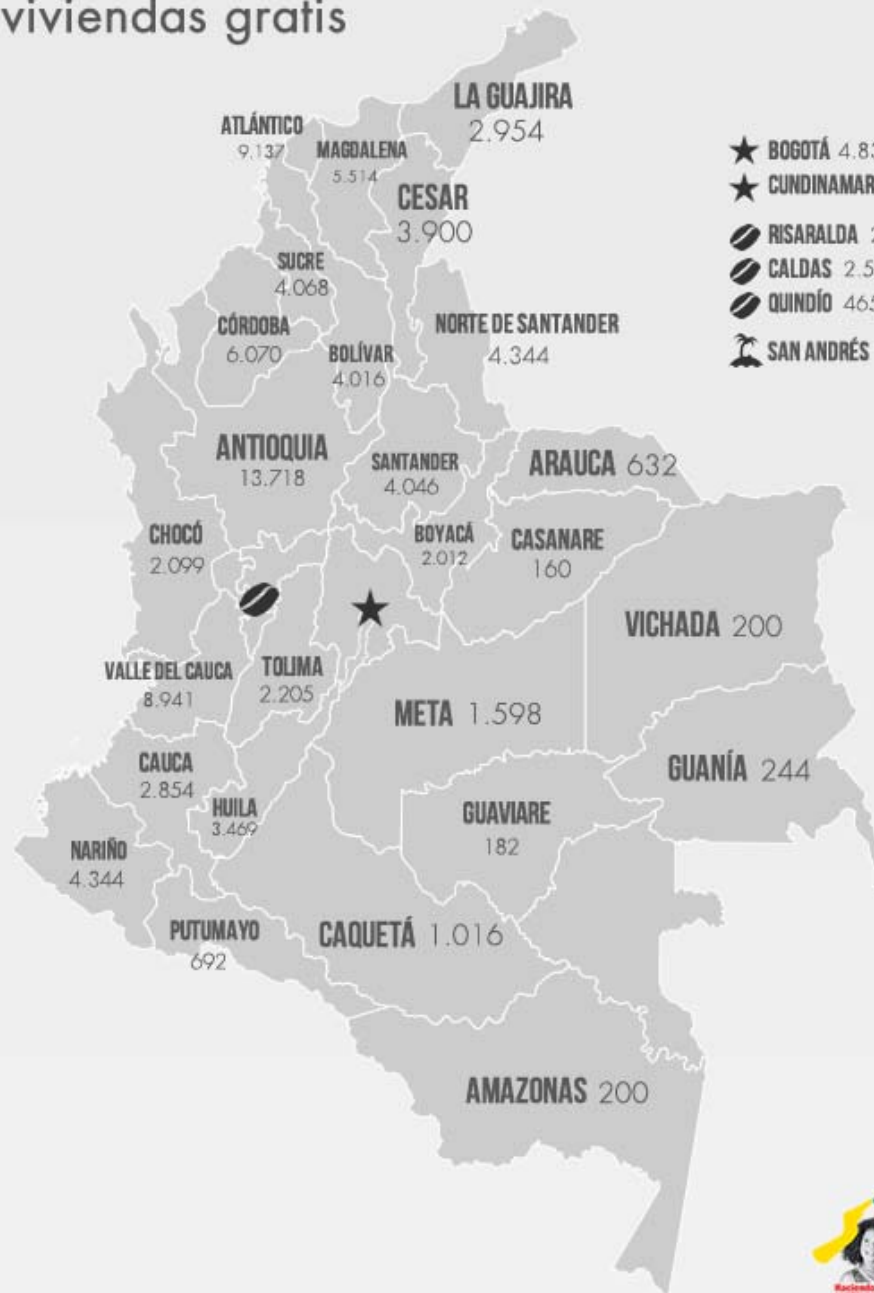 viviendas gratis
LA GUAJIRA
2.954
ATLÁNTICO
9.137
MAGDALENA
5.514
CESAR
3.900
BOGOTÁ
CUNDINAMAR
RISARALDA
CALDAS
QUINDÍO 465
SAN ANDRÉS
SUCRE
4.068
CÓRDOBA
6.070
BOLÍVAR
4.016
NORTE DE SANTANDER
4.344
ANTIOQUIA
13.718
SANTANDER
4.046
ARAUCA 632
CHOCÓ
2.099
BOYACÁ
2.012
CASANARE
160
VICHADA 200
VALLE DEL CAUCA
8.941
TOLIMA
2.205
META 1.598
GUANÍA 244
CAUCA
2.854
HUILA
3.469
GUAVIARE
182
NARIÑO
4.344
PUTUMAYO
692
CAQUETÁ 1.016
AMAZONAS 200